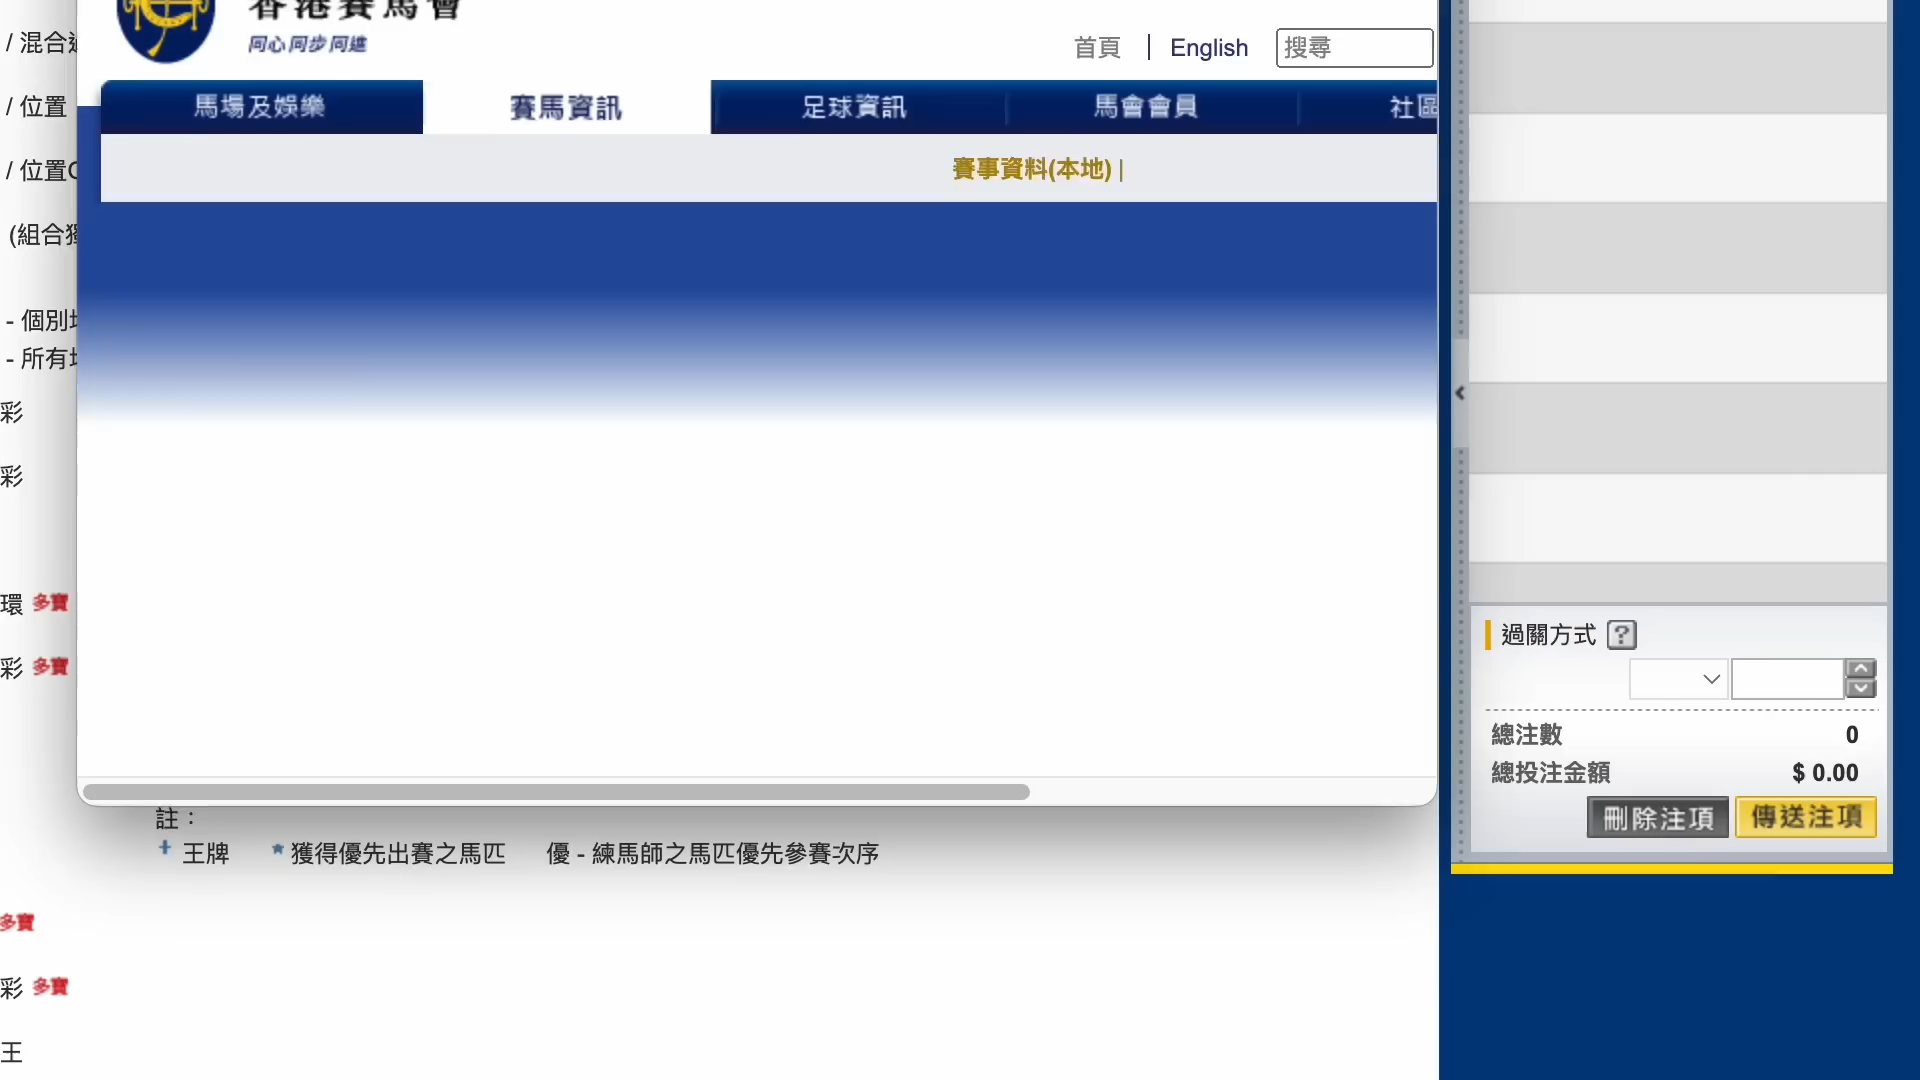 香港賽馬會
同心同步同進
首頁 | English 搜尋
馬場及娛樂 賽馬資訊 足球資訊 馬會會員 社區
賽事資料(本地) |
/ 混合過
/ 位置
/ 位置Q
(組合獨
- 個別
- 所有
彩
彩
環 多寶
彩 多寶
多寶
彩 多寶
王
註：
王牌 獲得優先出賽之馬匹 優 - 練馬師之馬匹優先參賽次序
過關方式 ?
總注數 0
總投注金額 $ 0.00
刪除注項 傳送注項